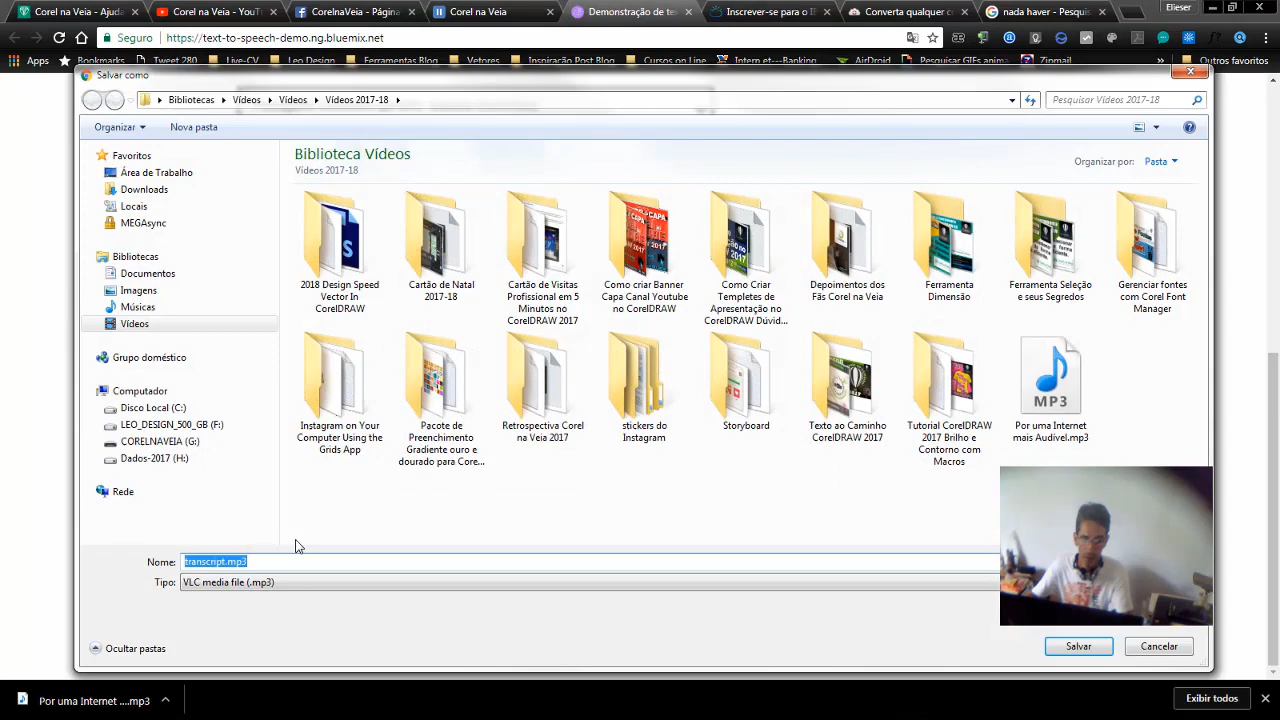 Corel na Veia - Ajuda
Corel na Veia - YouT
CorelnaVeia - Página
Corel na Veia
Demonstração de te
Inscrever-se para o I
Converta qualquer c
nada haver - Pesquis
Elieser
Seguro
https://text-to-speech-demo.ng.bluemix.net
Apps
Bookmarks
Tweet 280
Live-CV
Leo Design
Ferramentas Blog
Vetores
Inspiração Post Blog
Cursos on Line
Intern et---Banking
AirDroid
Pesquisar GIFs anima
Zipmail
Outros favoritos
Salvar como
Bibliotecas
Vídeos
Vídeos
Vídeos 2017-18
Pesquisar Vídeos 2017-18
Organizar
Nova pasta
Favoritos
Área de Trabalho
Downloads
Locais
MEGAsync
Bibliotecas
Documentos
Imagens
Músicas
Vídeos
Grupo doméstico
Computador
Disco Local (C:)
LEO_DESIGN_500_GB (F:)
CORELNAVEIA (G:)
Dados-2017 (H:)
Rede
Biblioteca Vídeos
Vídeos 2017-18
Organizar por:
Pasta
2018 Design Speed
Vector In
CorelDRAW
Cartão de Natal
2017-18
Cartão de Visitas
Profissional em 5
Minutos no
CorelDRAW 2017
Como criar Banner
Capa Canal Youtube
no CorelDRAW
Como Criar
Templetes de
Apresentação no
CorelDRAW Dúvid...
Depoimentos dos
Fãs Corel na Veia
Ferramenta
Dimensão
Ferramenta Seleção
e seus Segredos
Gerenciar fontes
com Corel Font
Manager
Instagram on Your
Computer Using the
Grids App
Pacote de
Preenchimento
Gradiente ouro e
dourado para Core...
Retrospectiva Corel
na Veia 2017
stickers do
Instagram
Storyboard
Texto ao Caminho
CorelDRAW 2017
Tutorial CorelDRAW
2017 Brilho e
Contorno com
Macros
MP3
Por uma Internet
mais Audível.mp3
Nome:
transcript.mp3
Tipo:
VLC media file (.mp3)
Ocultar pastas
Salvar
Cancelar
Por uma Internet ....mp3
Exibir todos